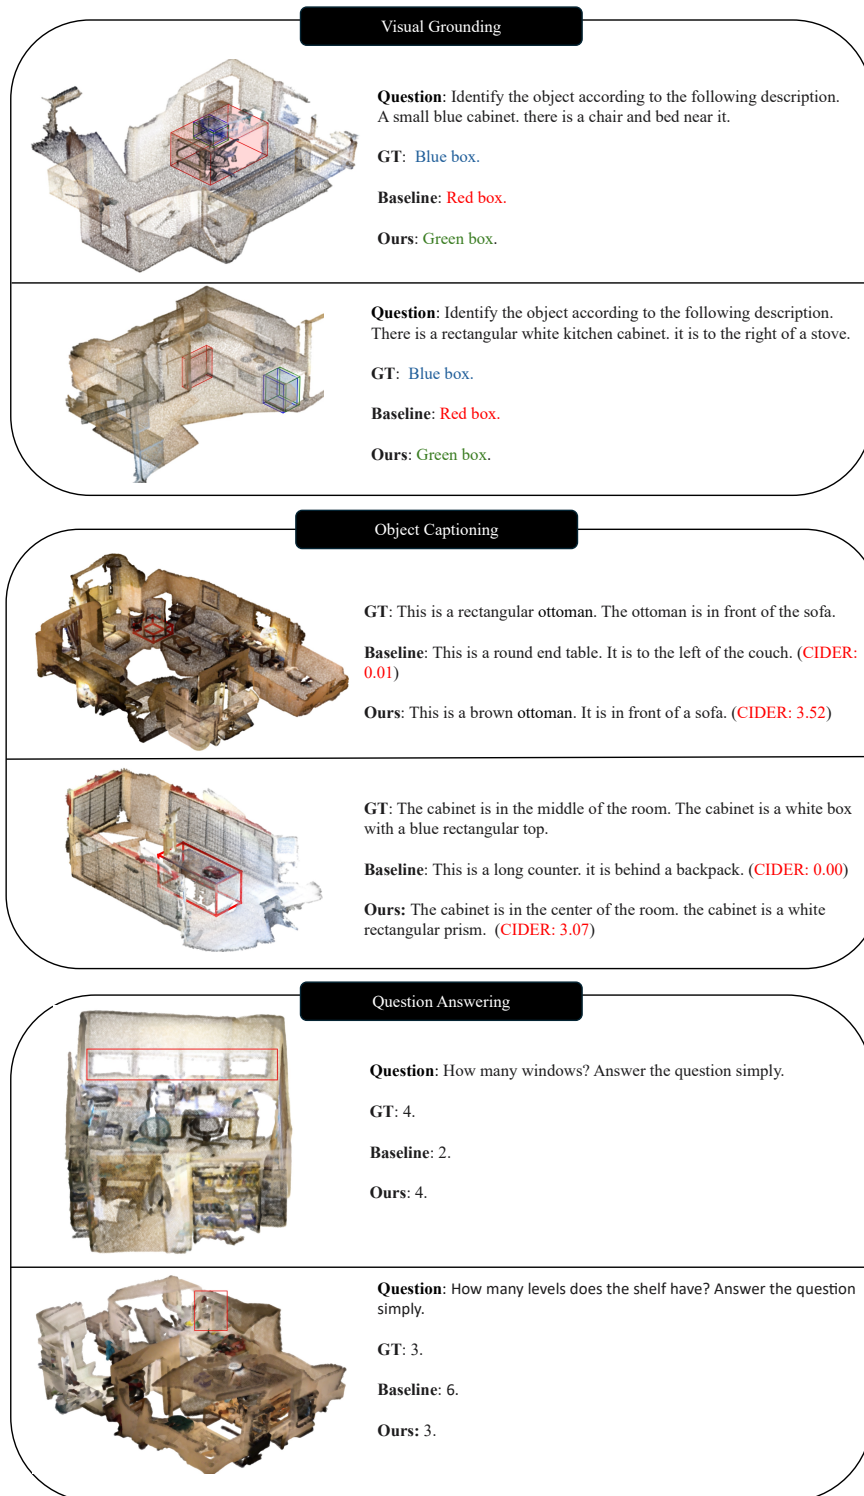 Visual Grounding
Question: Identify the object according to the following description.
A small blue cabinet. there is a chair and bed near it.
GT: Blue box.
Baseline: Red box.
Ours: Green box.
Question: Identify the object according to the following description.
There is a rectangular white kitchen cabinet. it is to the right of a stove.
GT: Blue box.
Baseline: Red box.
Ours: Green box.
Object Captioning
GT: This is a rectangular ottoman. The ottoman is in front of the sofa.
Baseline: This is a round end table. It is to the left of the couch. (CIDER:
0.01)
Ours: This is a brown ottoman. It is in front of a sofa. (CIDER: 3.52)
GT: The cabinet is in the middle of the room. The cabinet is a white box
with a blue rectangular top.
Baseline: This is a long counter. it is behind a backpack. (CIDER: 0.00)
Ours: The cabinet is in the center of the room. the cabinet is a white
rectangular prism. (CIDER: 3.07)
Question Answering
Question: How many windows? Answer the question simply.
GT: 4.
Baseline: 2.
Ours: 4.
Question: How many levels does the shelf have? Answer the question
simply.
GT: 3.
Baseline: 6.
Ours: 3.